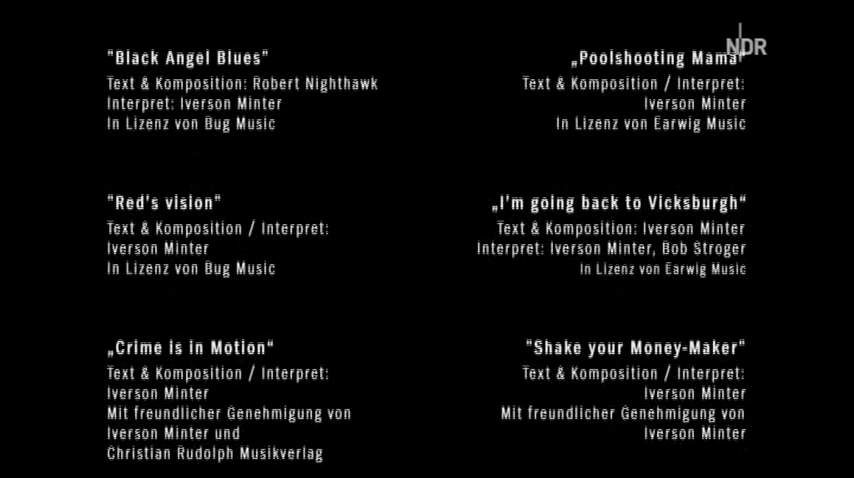 NDR
"Black Angel Blues"
Text & Komposition: Robert Nighthawk
Interpret: Iverson Minter
In Lizenz von Bug Music
„Poolshooting Mama"
Text & Komposition / Interpret:
Iverson Minter
In Lizenz von Earwig Music
"Red's vision"
Text & Komposition / Interpret:
Iverson Minter
In Lizenz von Bug Music
„I'm going back to Vicksburgh“
Text & Komposition: Iverson Minter
Interpret: Iverson Minter, Bob Stroger
In Lizenz von Earwig Music
„Crime is in Motion“
Text & Komposition / Interpret:
Iverson Minter
Mit freundlicher Genehmigung von
Iverson Minter und
Christian Rudolph Musikverlag
"Shake your Money-Maker"
Text & Komposition / Interpret:
Iverson Minter
Mit freundlicher Genehmigung von
Iverson Minter